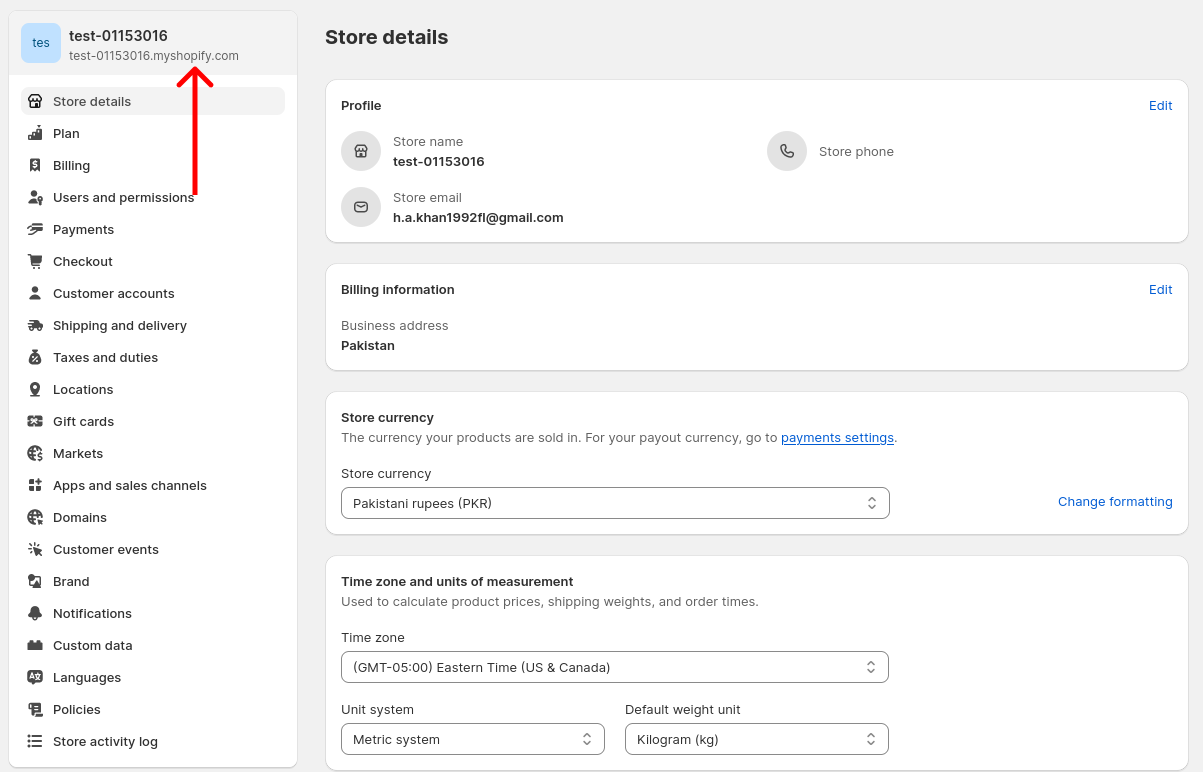 tes
test-01153016
test-01153016.myshopify.com
Store details
Plan
Billing
Users and permissions
Payments
Checkout
Customer accounts
Shipping and delivery
Taxes and duties
Locations
Gift cards
Markets
Apps and sales channels
Domains
Customer events
Brand
Notifications
Custom data
Languages
Policies
Store activity log
Store details
Profile
Edit
Store name
test-01153016
Store phone
Store email
h.a.khan1992fl@gmail.com
Billing information
Edit
Business address
Pakistan
Store currency
The currency your products are sold in. For your payout currency, go to payments settings.
Store currency
Pakistani rupees (PKR)
Change formatting
Time zone and units of measurement
Used to calculate product prices, shipping weights, and order times.
Time zone
(GMT-05:00) Eastern Time (US & Canada)
Unit system
Default weight unit
Metric system
Kilogram (kg)